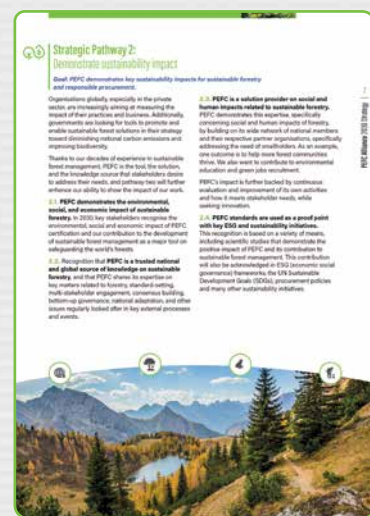 Strategic Pathway 2:
Demonstrate sustainability impact
Goal: PEFC demonstrates key sustainability impacts for sustainable forestry
and responsible procurement.
Organisations globally, especially in the private
sector, are increasingly aiming at measuring the
impact of their practices and business. Additionally,
governments are looking for tools to promote and
enable sustainable forest solutions in their strategy
toward diminishing national carbon emissions and
improving biodiversity.
Thanks to our decades of experience in sustainable
forest management, PEFC is the tool, the solution,
and the knowledge source that stakeholders desire
to address their needs, and pathway two will further
enhance our ability to show the impact of our work.
2.1. PEFC demonstrates the environmental,
social, and economic impact of sustainable
forestry. In 2030 key stakeholders recognise the
environmental, social and economic impact of PEFC
certification and our contribution to the development
of sustainable forest management as a major tool on
safeguarding the world's forests.
2.2. Recognition that PEFC is a trusted national
and global source of knowledge on sustainable
forestry, and that PEFC shares its expertise on
key matters related to forestry, standard-setting,
multi-stakeholder engagement, consensus building,
bottom-up governance, national adaptation, and other
issues regularly looked after in key external processes
and events.
2.3. PEFC is a solution provider on social and
human impacts related to sustainable forestry.
PEFC demonstrates its expertise, specifically
concerning social and human impacts of forestry,
by building on its wide network of national members
and their respective partner organisations, specifically
addressing the need of smallholders. As an example,
one outcome is to help more forest communities
thrive. We also want to contribute to environmental
education and green jobs recruitment.
PEFC's impact is further backed by continuous
evaluation and improvement of its own activities
and how it meets stakeholder needs, while
seeking innovation.
2.4. PEFC standards are used as a proof point
with key ESG and sustainability initiatives.
This recognition is based on a variety of means,
including scientific studies that demonstrate the
positive impact of PEFC and its contribution to
sustainable forest management. This contribution
will also be acknowledged in ESG (economic social
governance) frameworks, the UN Sustainable
Development Goals (SDGs), procurement policies
and many other sustainability initiatives.
7
PEFC Alliance 2030 Strategy